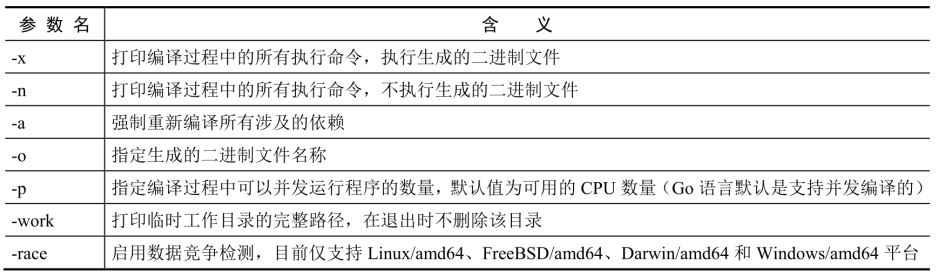 参 数 名 含 义
-x 打印编译过程中的所有执行命令，执行生成的二进制文件
-n 打印编译过程中的所有执行命令，不执行生成的二进制文件
-a 强制重新编译所有涉及的依赖
-o 指定生成的二进制文件名称
-p 指定编译过程中可以并发运行程序的数量，默认值为可用的 CPU 数量（Go 语言默认是支持并发编译的）
-work 打印临时工作目录的完整路径，在退出时不删除该目录
-race 启用数据竞争检测，目前仅支持 Linux/amd64、FreeBSD/amd64、Darwin/amd64 和 Windows/amd64 平台